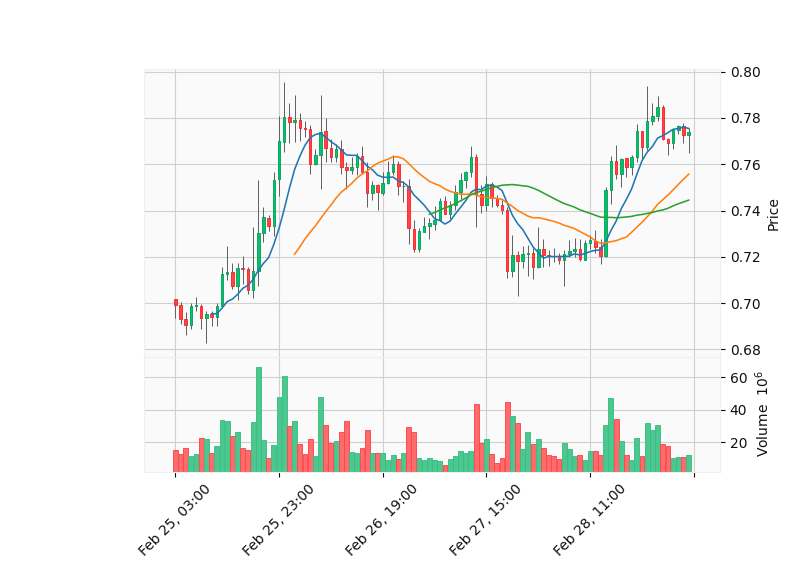 0.80
0.78
0.76
0.74
0.72
0.70
0.68
Price
60
40
20
Volume 10⁶
Feb 25, 03:00
Feb 25, 23:00
Feb 26, 19:00
Feb 27, 15:00
Feb 28, 11:00